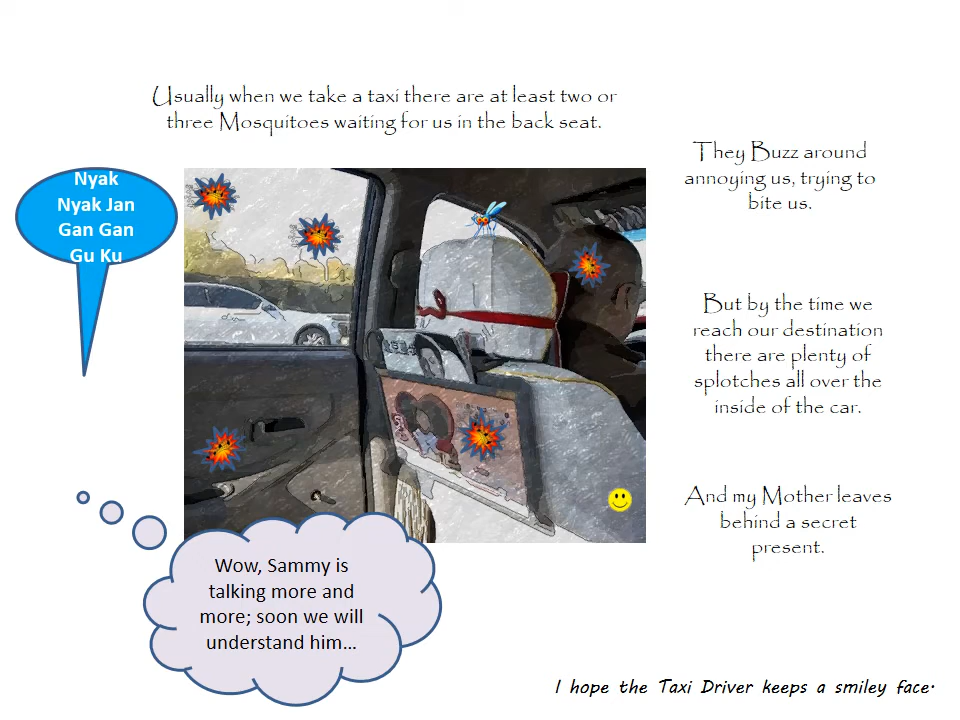 Usually when we take a taxi there are at least two or
three Mosquitoes waiting for us in the back seat.
They Buzz around
annoying us, trying to
bite us.
Nyak
Nyak Jan
Gan Gan
Gu Ku
But by the time we
reach our destination
there are plenty of
splotches all over the
inside of the car.
And my Mother leaves
behind a secret
present.
Wow, Sammy is
talking more and
more; soon we will
understand him…
I hope the Taxi Driver keeps a smiley face.